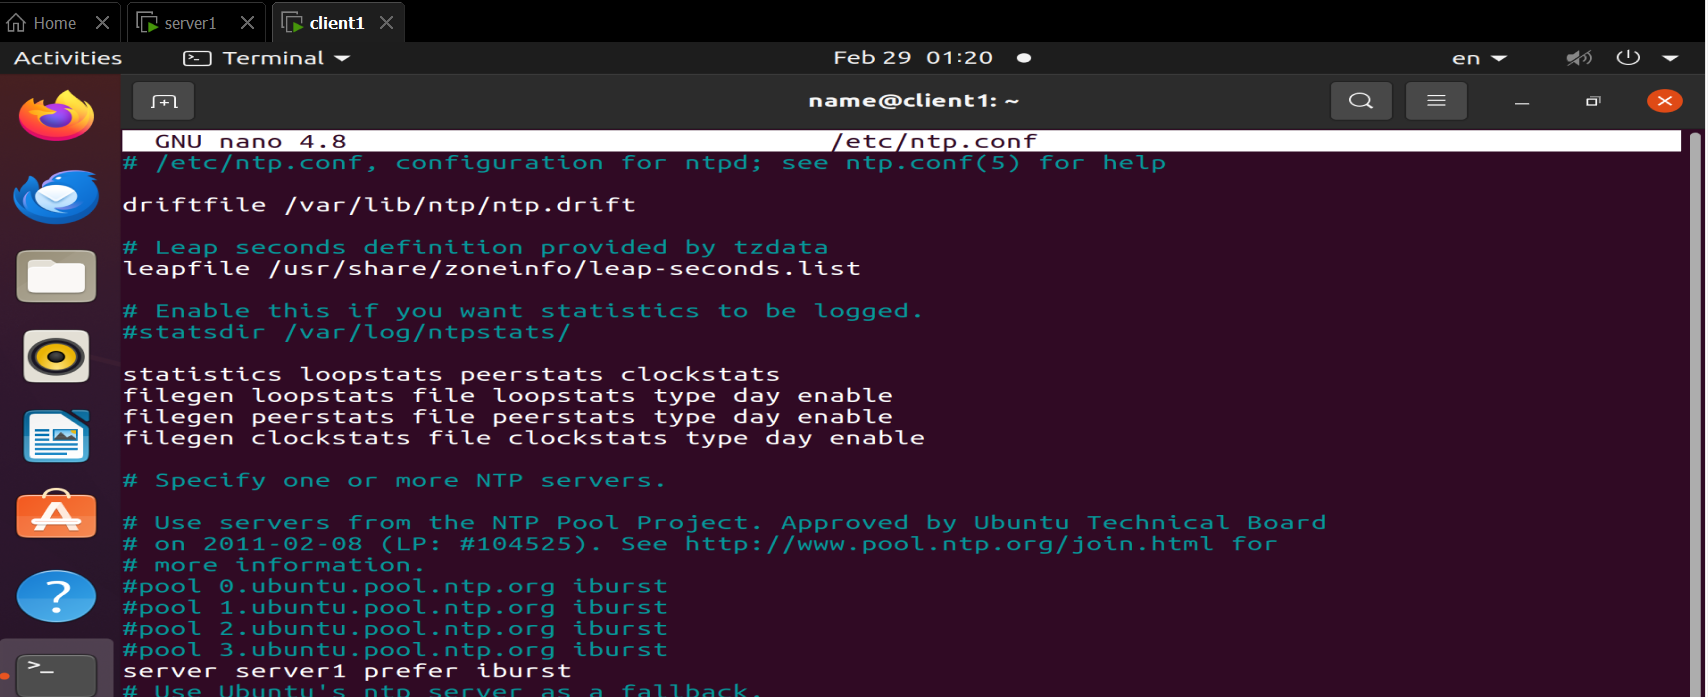 Home server1 client1
Activities Terminal Feb 29 01:20 en
name@client1: ~
GNU nano 4.8 /etc/ntp.conf
# /etc/ntp.conf, configuration for ntpd; see ntp.conf(5) for help
driftfile /var/lib/ntp/ntp.drift
# Leap seconds definition provided by tzdata
leapfile /usr/share/zoneinfo/leap-seconds.list
# Enable this if you want statistics to be logged.
#statsdir /var/log/ntpstats/
statistics loopstats peerstats clockstats
filegen loopstats file loopstats type day enable
filegen peerstats file peerstats type day enable
filegen clockstats file clockstats type day enable
# Specify one or more NTP servers.
# Use servers from the NTP Pool Project. Approved by Ubuntu Technical Board
# on 2011-02-08 (LP: #104525). See http://www.pool.ntp.org/join.html for
# more information.
#pool 0.ubuntu.pool.ntp.org iburst
#pool 1.ubuntu.pool.ntp.org iburst
#pool 2.ubuntu.pool.ntp.org iburst
#pool 3.ubuntu.pool.ntp.org iburst
server server1 prefer iburst
# Use Ubuntu's ntp server as a fallback.